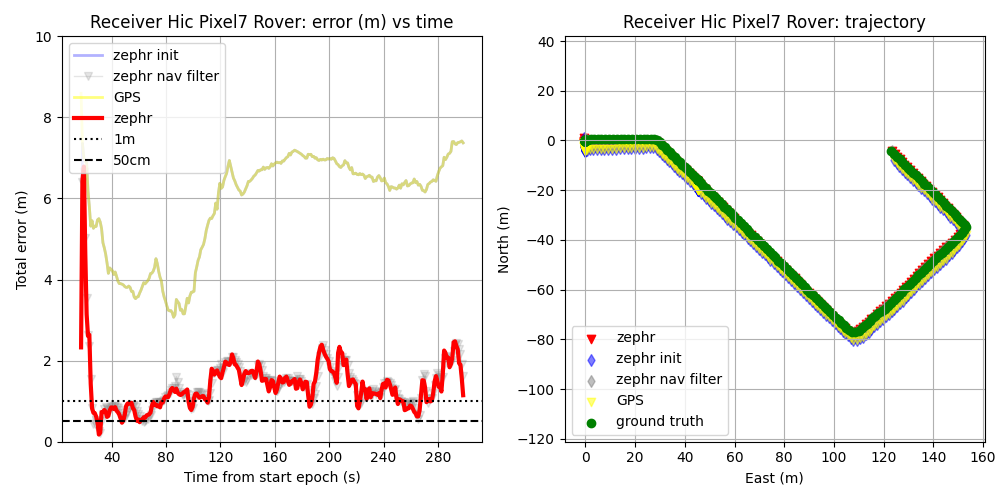 Receiver Hic Pixel7 Rover: error (m) vs time
10
8
6
4
2
0
Total error (m)
zephr init
zephr nav filter
GPS
zephr
1m
50cm
40
80
120
160
200
240
280
Time from start epoch (s)
Receiver Hic Pixel7 Rover: trajectory
40
20
0
−20
−40
−60
−80
−100
−120
North (m)
zephr
zephr init
zephr nav filter
GPS
ground truth
0
20
40
60
80
100
120
140
160
East (m)